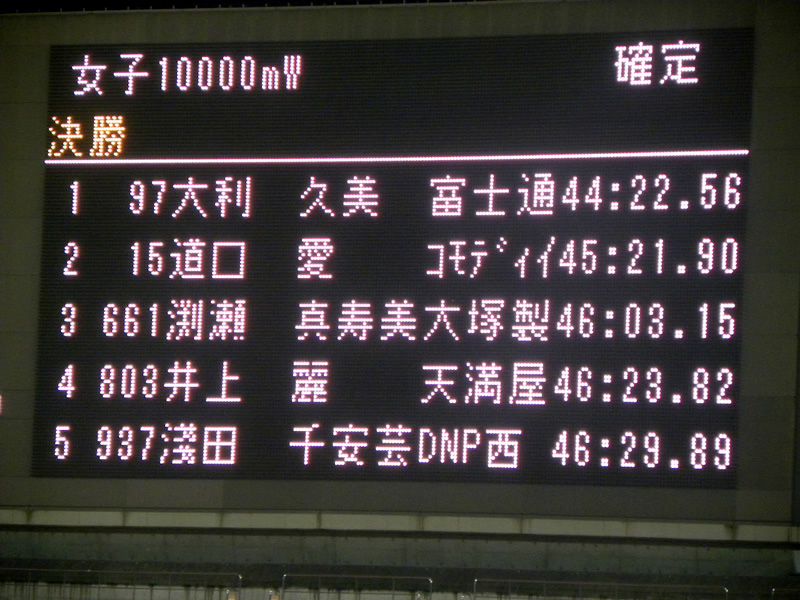 女子10000mW 確定
決勝
1 97大利 久美 富士通44:22.56
2 15道口 愛 ｺﾓﾃﾞｨｲ45:21.90
3 661渕瀬 真寿美大塚製46:03.15
4 803井上 麗 天満屋46:23.82
5 937淺田 千安芸DNP西 46:29.89